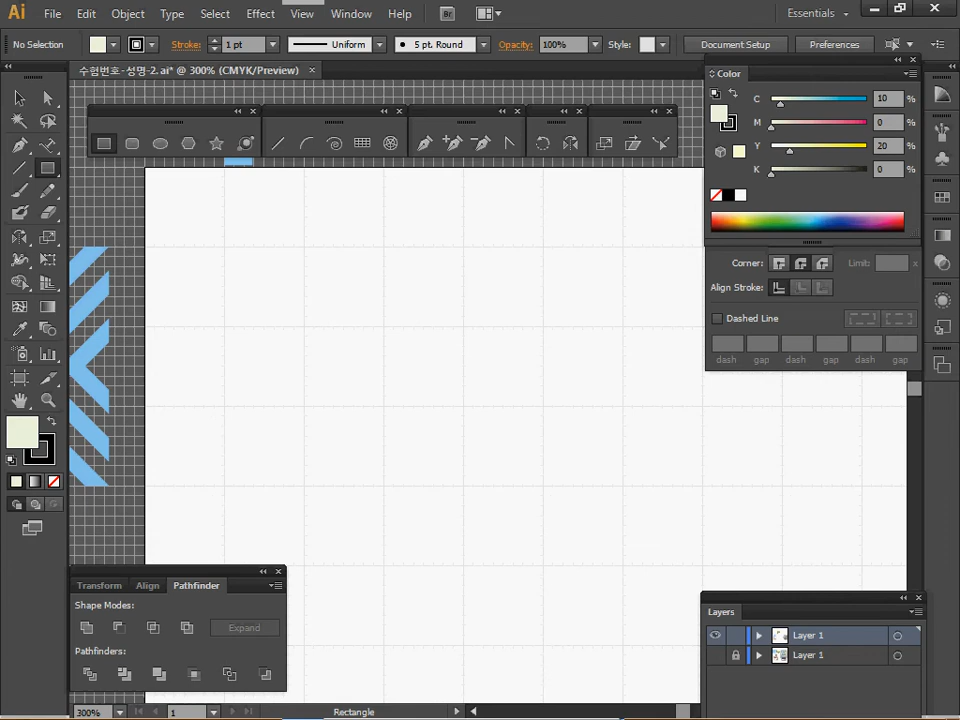 Ai File Edit Object Type Select Effect View Window Help Br Essentials
No Selection Stroke: 1 pt Uniform 5 pt. Round Opacity: 100% Style: Document Setup Preferences
수험번호-성명-2.ai* @ 300% (CMYK/Preview) ×
Color
C 10 %
M 0 %
Y 20 %
K 0 %
Corner: Limit: x
Align Stroke:
Dashed Line
dash gap dash gap dash gap
Transform Align Pathfinder
Shape Modes:
Expand
Pathfinders:
Layers
Layer 1
Layer 1
300% 1 Rectangle